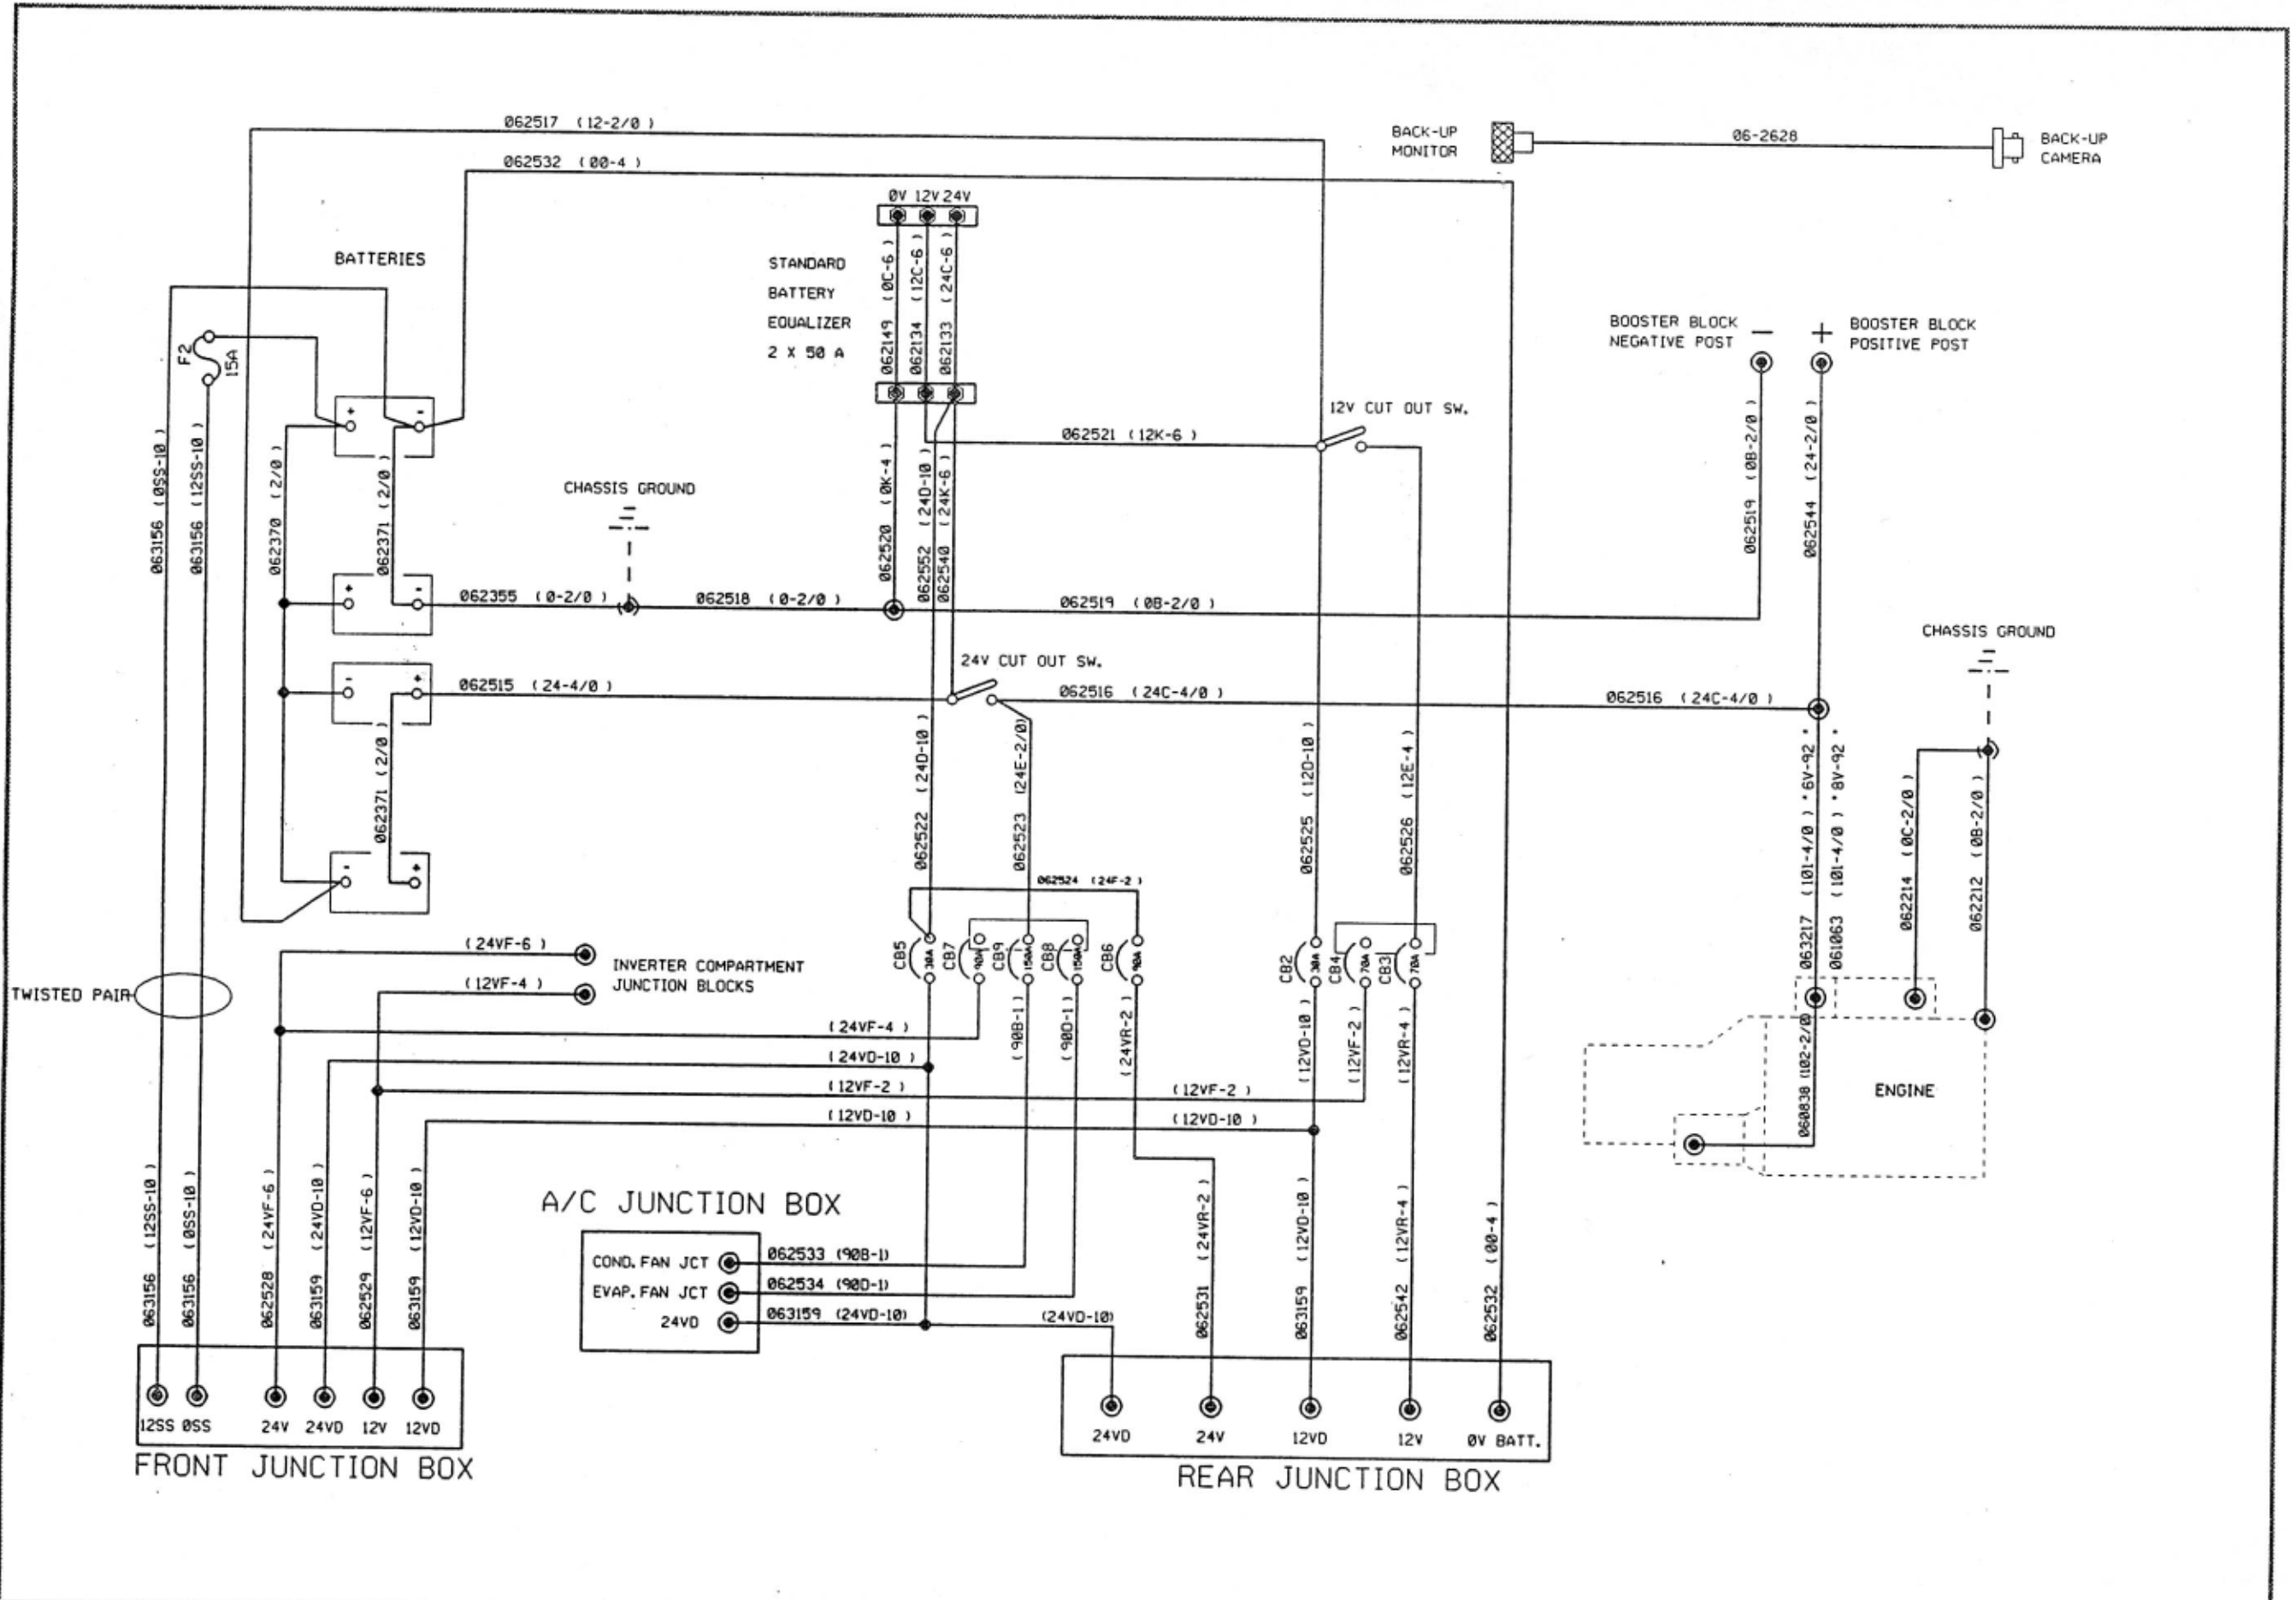 062517 (12-2/0 )
062532 (00-4 )
BACK-UP
MONITOR
06-2628
BACK-UP
CAMERA
0V 12V 24V
BATTERIES
STANDARD
BATTERY
EQUALIZER
2 X 50 A
062149 (0C-6 )
062134 (12C-6 )
062133 (24C-6 )
BOOSTER BLOCK
NEGATIVE POST
−
+
BOOSTER BLOCK
POSITIVE POST
F2
15A
12V CUT OUT SW.
062521 (12K-6 )
063156 (0SS-10 )
063156 (12SS-10 )
062370 (2/0 )
062371 (2/0 )
+ -
CHASSIS GROUND
062520 (0K-4 )
062552 (24D-10 )
062540 (24K-6 )
062519 (0B-2/0 )
062544 (24-2/0 )
+ -
062355 (0-2/0 )
062518 (0-2/0 )
062519 (0B-2/0 )
CHASSIS GROUND
24V CUT OUT SW.
- +
062515 (24-4/0 )
062516 (24C-4/0 )
062516 (24C-4/0 )
062371 (2/0 )
062522 (24D-10 )
062523 (24E-2/0)
062525 (12D-10 )
062526 (12E-4 )
063217 (101-4/0 ) *6V-92 *
061063 (101-4/0 ) *8V-92 *
062214 (0C-2/0 )
062212 (0B-2/0 )
- +
062524 (24F-2 )
CB5 30A
CB7 90A
CB9 150A
CB8 150A
CB6 90A
CB2 30A
CB4 70A
CB3 70A
(24VF-6 )
(12VF-4 )
INVERTER COMPARTMENT
JUNCTION BLOCKS
TWISTED PAIR
(24VF-4 )
(90B-1 )
(90D-1 )
(24VR-2 )
(12VD-10 )
(12VF-2 )
(12VR-4 )
(24VD-10 )
(12VF-2 )
(12VF-2 )
(12VD-10 )
(12VD-10 )
060838 (102-2/0)
ENGINE
063156 (12SS-10 )
063156 (0SS-10 )
062528 (24VF-6 )
063159 (24VD-10 )
062529 (12VF-6 )
063159 (12VD-10 )
A/C JUNCTION BOX
COND. FAN JCT
062533 (90B-1)
EVAP. FAN JCT
062534 (90D-1)
24VD
063159 (24VD-10)
(24VD-10)
062531 (24VR-2 )
063159 (12VD-10 )
062542 (12VR-4 )
062532 (00-4 )
12SS 0SS 24V 24VD 12V 12VD
FRONT JUNCTION BOX
24VD 24V 12VD 12V 0V BATT.
REAR JUNCTION BOX